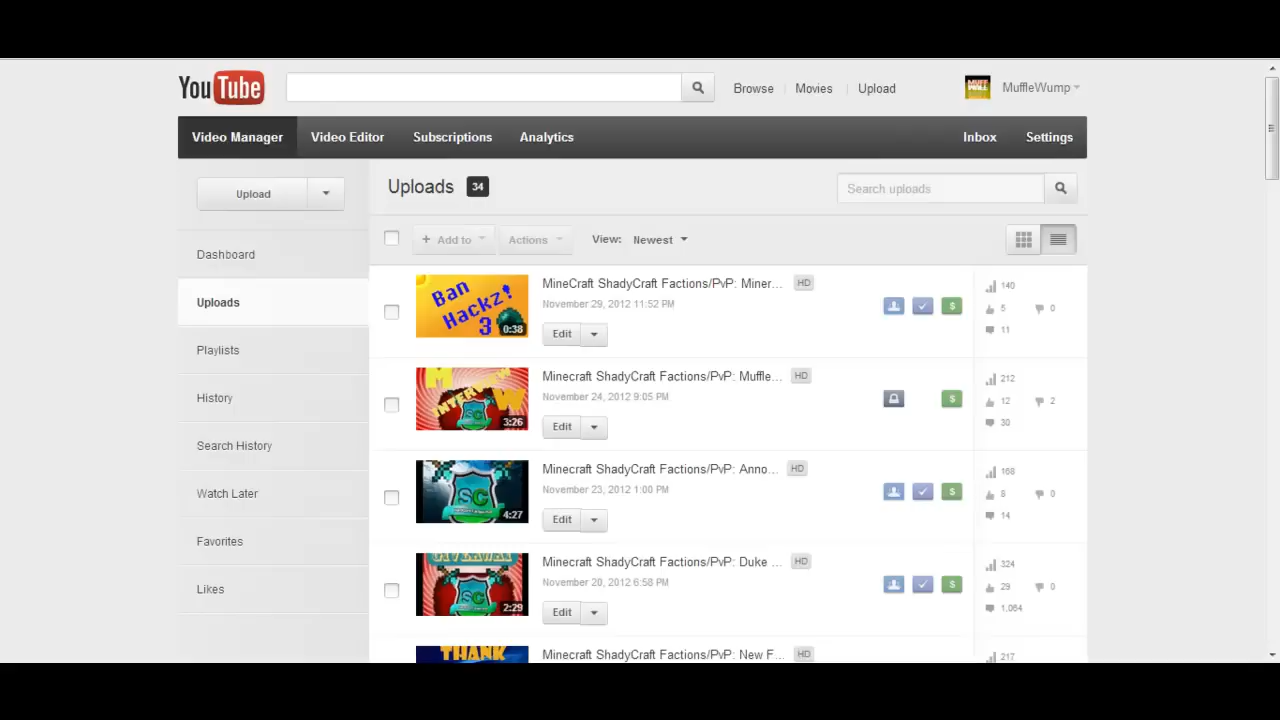 YouTube
Browse
Movies
Upload
MuffleWump
Video Manager
Video Editor
Subscriptions
Analytics
Inbox
Settings
Upload
Uploads 34
Search uploads
+ Add to
Actions
View: Newest
Dashboard
Uploads
Playlists
History
Search History
Watch Later
Favorites
Likes
Ban
Hackz!
3
0:38
MineCraft ShadyCraft Factions/PvP: Miner... HD
November 29, 2012 11:52 PM
Edit
$
140
5 0
11
M
INTERVIEW
W
3:26
Minecraft ShadyCraft Factions/PvP: Muffle... HD
November 24, 2012 9:05 PM
Edit
$
212
12 2
30
SC
4:27
Minecraft ShadyCraft Factions/PvP: Anno... HD
November 23, 2012 1:00 PM
Edit
$
168
8 0
14
GIVEAWAY
SC
2:29
Minecraft ShadyCraft Factions/PvP: Duke ... HD
November 20, 2012 6:58 PM
Edit
$
324
29 0
1,064
THANK
Minecraft ShadyCraft Factions/PvP: New F... HD
217